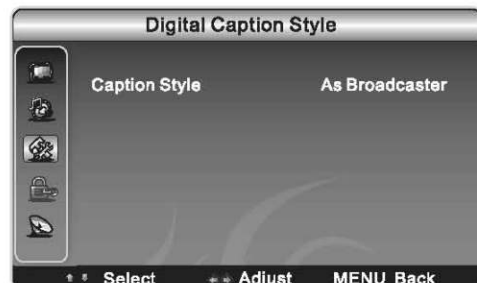 Digital Caption Style
Caption Style As Broadcaster
Select Adjust MENU Back